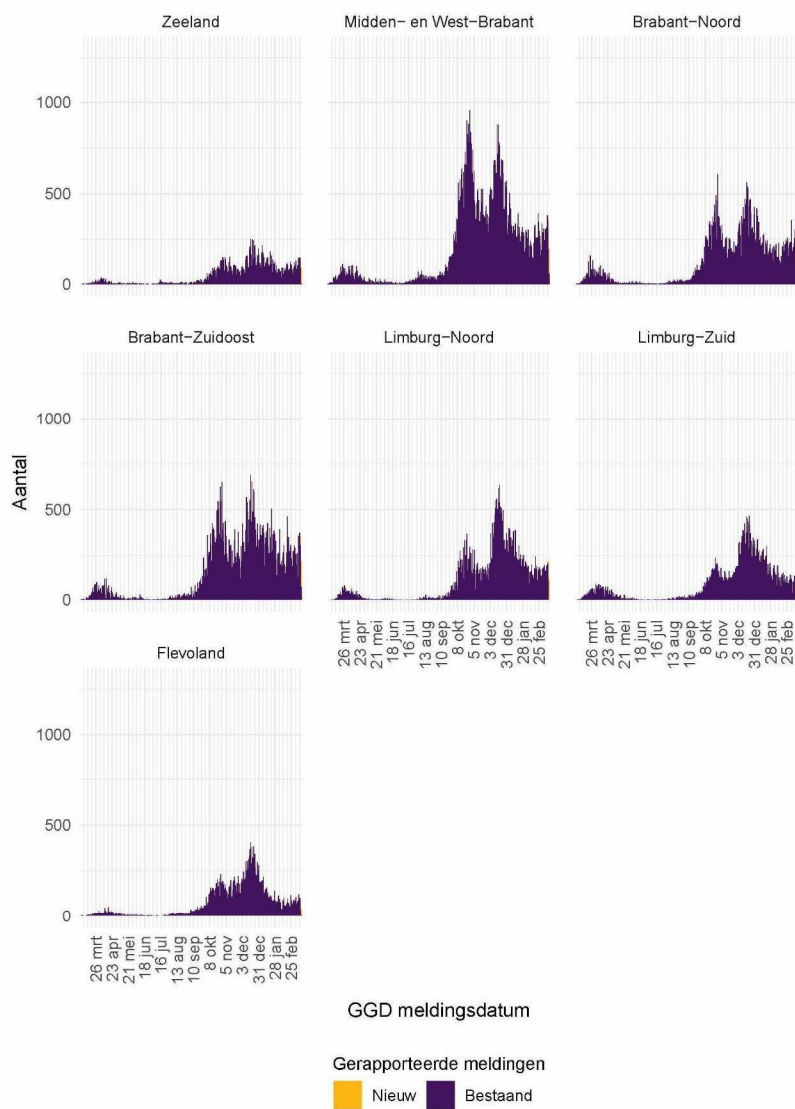 Zeeland
Midden- en West-Brabant
Brabant-Noord
1000
500
0
Brabant-Zuidoost
Limburg-Noord
Limburg-Zuid
1000
500
0
Aantal
26 mrt
23 apr
21 mei
18 jun
16 jul
13 aug
10 sep
8 okt
5 nov
3 dec
31 dec
28 jan
25 feb
26 mrt
23 apr
21 mei
18 jun
16 jul
13 aug
10 sep
8 okt
5 nov
3 dec
31 dec
28 jan
25 feb
Flevoland
1000
500
0
26 mrt
23 apr
21 mei
18 jun
16 jul
13 aug
10 sep
8 okt
5 nov
3 dec
31 dec
28 jan
25 feb
GGD meldingsdatum
Gerapporteerde meldingen
Nieuw
Bestaand